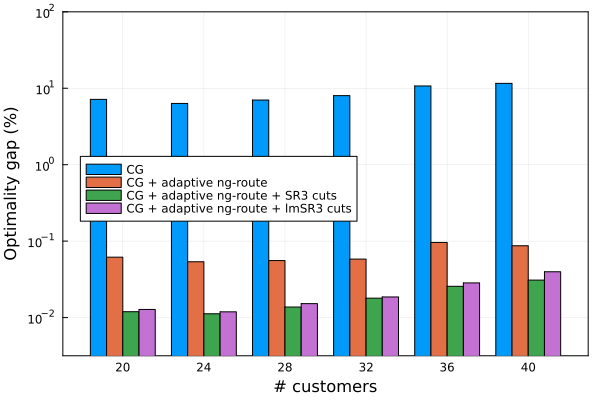 10²
10¹
10⁰
10⁻¹
10⁻²
Optimality gap (%)
CG
CG + adaptive ng-route
CG + adaptive ng-route + SR3 cuts
CG + adaptive ng-route + lmSR3 cuts
20 24 28 32 36 40
# customers